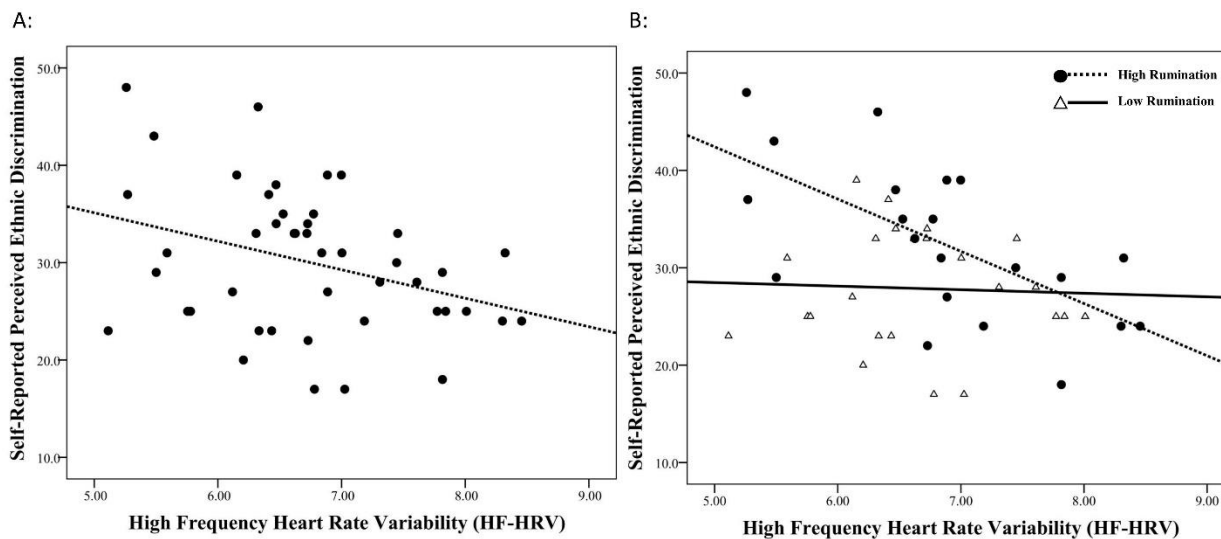 A:
Self-Reported Perceived Ethnic Discrimination
50.0
40.0
30.0
20.0
10.0
5.00 6.00 7.00 8.00 9.00
High Frequency Heart Rate Variability (HF-HRV)
B:
Self-Reported Perceived Ethnic Discrimination
50.0
40.0
30.0
20.0
10.0
High Rumination
Low Rumination
5.00 6.00 7.00 8.00 9.00
High Frequency Heart Rate Variability (HF-HRV)